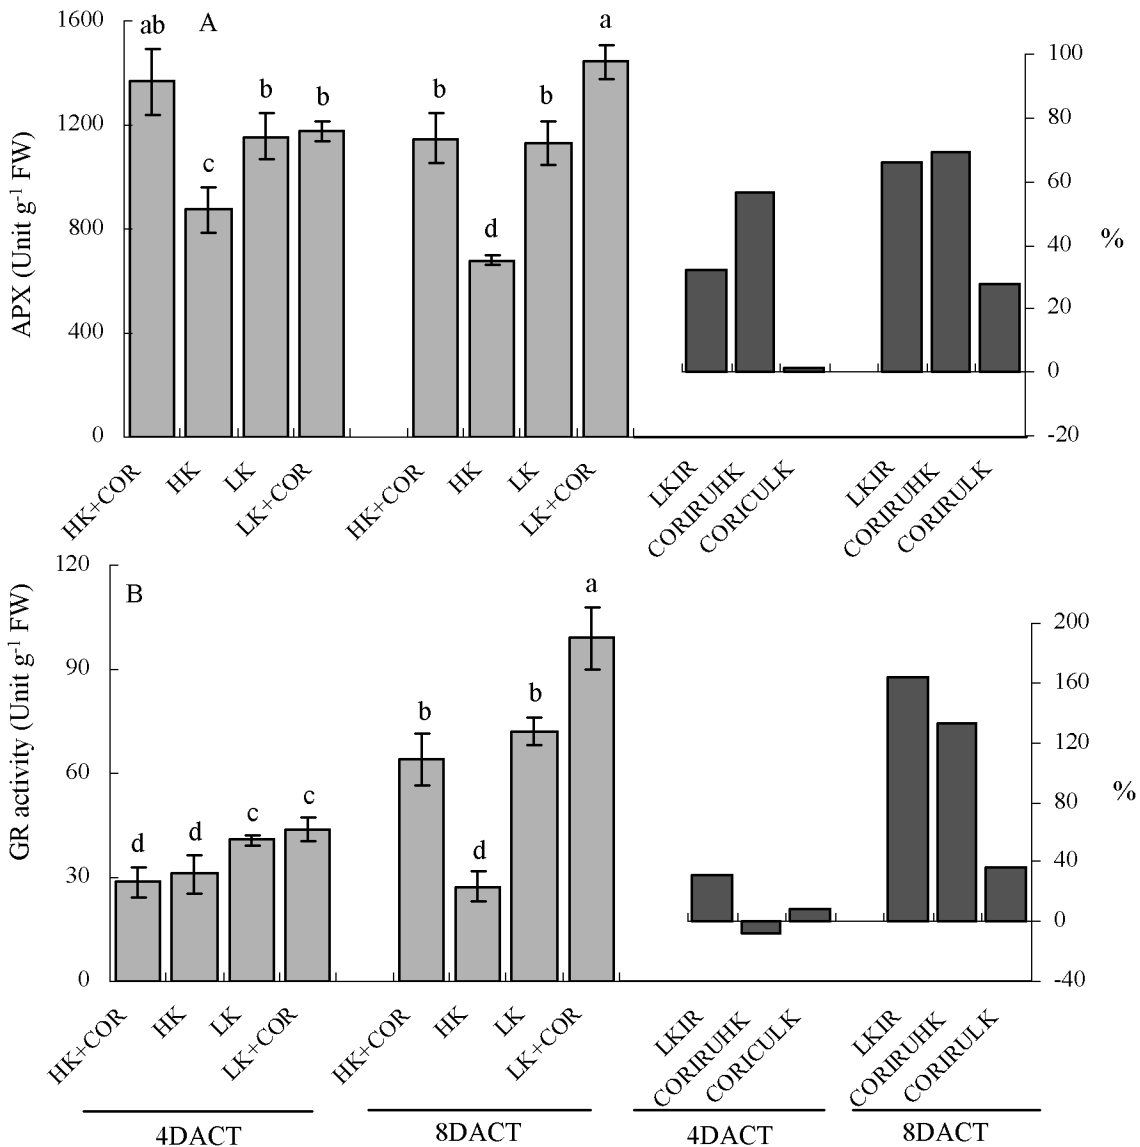 A
APX (Unit g-1 FW)
1600
1200
800
400
0
ab
c
b
b
b
d
b
a
100
80
60
40
20
0
-20
%
HK+COR
HK
LK
LK+COR
HK+COR
HK
LK
LK+COR
LKIR
CORIRUHK
CORICULK
LKIR
CORIRUHK
CORIRULK
B
GR activity (Unit g-1 FW)
120
90
60
30
0
d
d
c
c
b
d
b
a
200
160
120
80
40
0
-40
%
HK+COR
HK
LK
LK+COR
HK+COR
HK
LK
LK+COR
LKIR
CORIRUHK
CORICULK
LKIR
CORIRUHK
CORIRULK
4DACT
8DACT
4DACT
8DACT